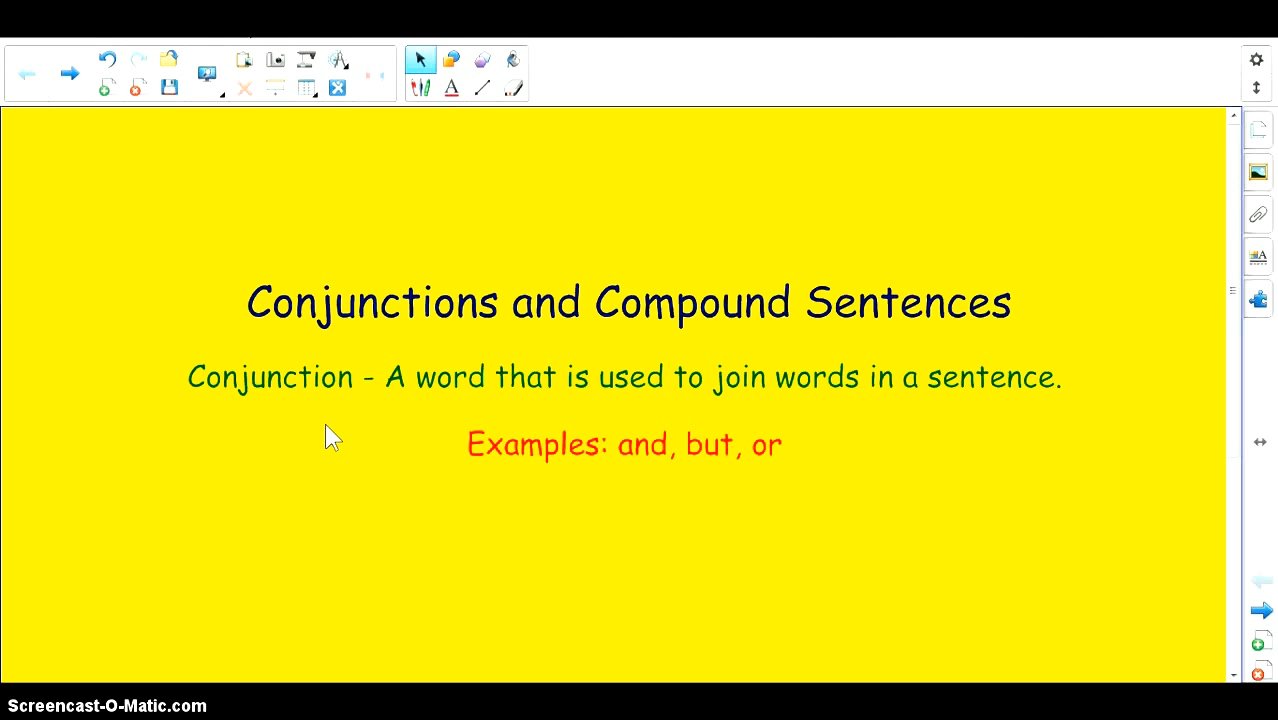 Conjunctions and Compound Sentences
Conjunction - A word that is used to join words in a sentence.
Examples: and, but, or
Screencast-O-Matic.com